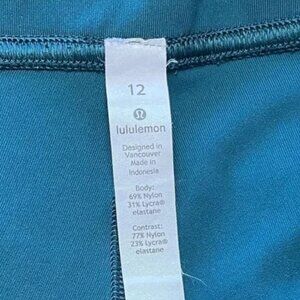 12
lululemon
Designed in
Vancouver
Made in
Indonesia
Body:
69% Nylon
31% Lycra®
elastane
Contrast:
77% Nylon
23% Lycra®
elastane